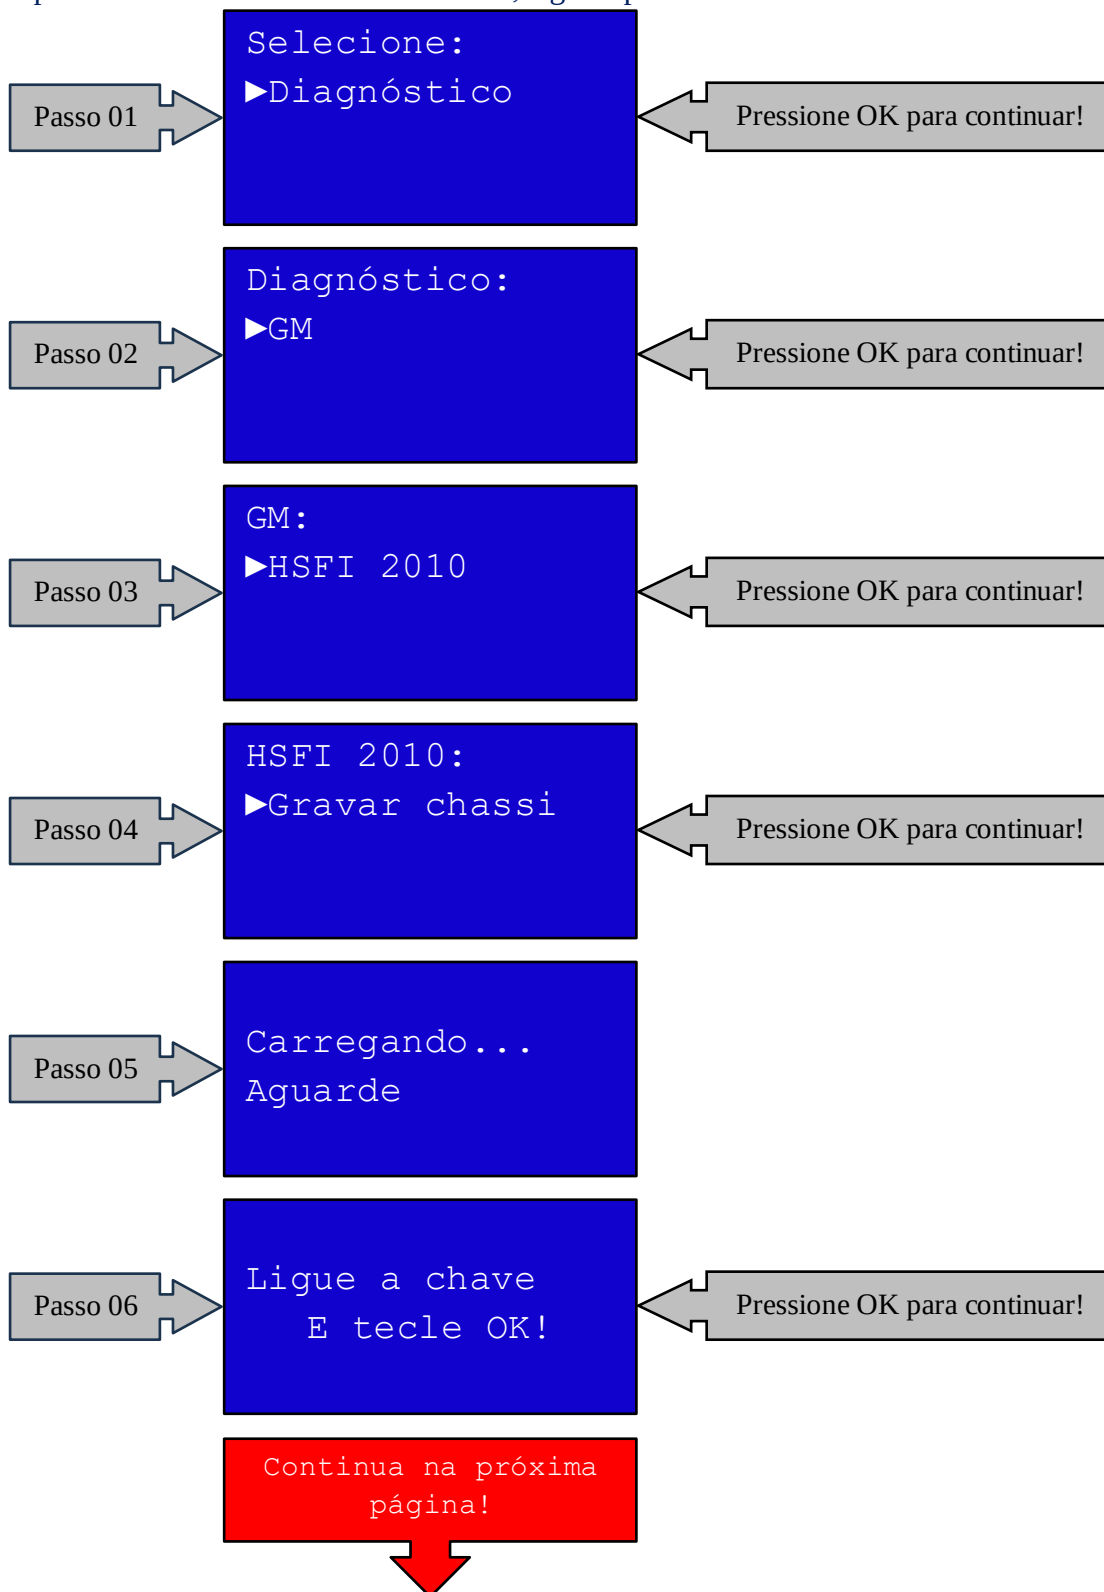 Selecione:
►Diagnóstico
Passo 01
Pressione OK para continuar!
Diagnóstico:
►GM
Passo 02
Pressione OK para continuar!
GM:
►HSFI 2010
Passo 03
Pressione OK para continuar!
HSFI 2010:
►Gravar chassi
Passo 04
Pressione OK para continuar!
Carregando...
Aguarde
Passo 05
Ligue a chave
E tecle OK!
Passo 06
Pressione OK para continuar!
Continua na próxima
página!